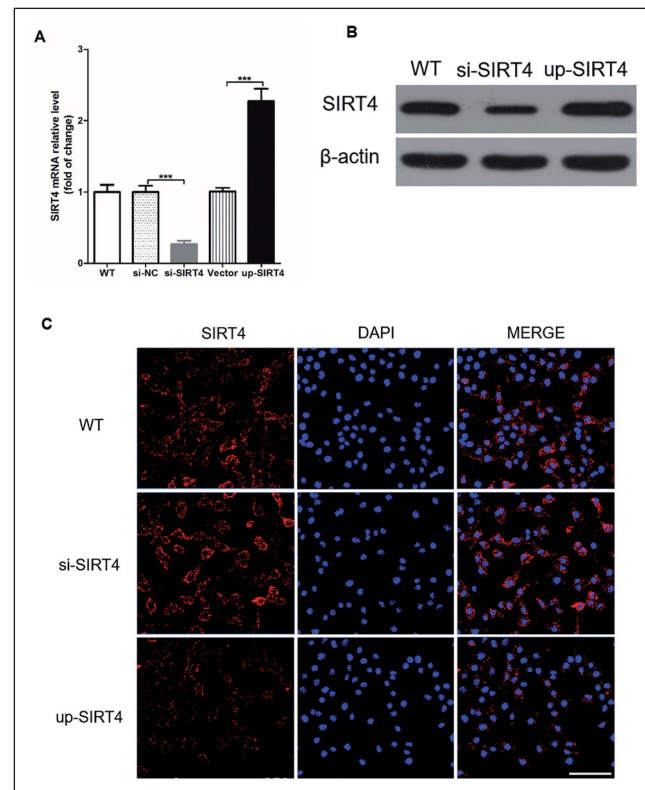 A
SIRT4 mRNA relative level
(fold of change)
3
2
1
0
***
***
WT si-NC si-SIRT4 Vector up-SIRT4
B
WT si-SIRT4 up-SIRT4
SIRT4
β-actin
C
SIRT4 DAPI MERGE
WT
si-SIRT4
up-SIRT4